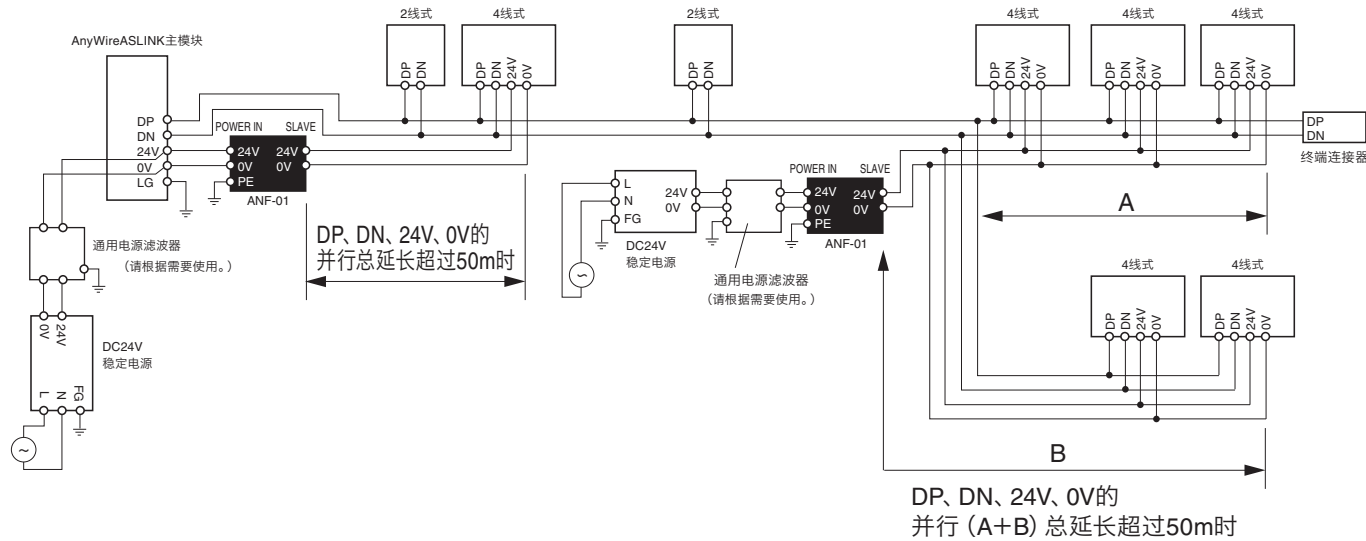 AnyWireASLINK主模块
DP
DN
24V
0V
LG
POWER IN SLAVE
24V 24V
0V 0V
PE
ANF-01
通用电源滤波器
（请根据需要使用。）
0V 24V
DC24V
稳定电源
L N FG
~
DP、DN、24V、0V的
并行总延长超过50m时
2线式
DP DN
4线式
DP DN 24V 0V
2线式
DP DN
4线式
DP DN 24V 0V
4线式
DP DN 24V 0V
4线式
DP DN 24V 0V
DP
DN
终端连接器
L
N
FG
24V
0V
DC24V
稳定电源
~
通用电源滤波器
（请根据需要使用。）
POWER IN SLAVE
24V 24V
0V 0V
PE
ANF-01
A
4线式
DP DN 24V 0V
4线式
DP DN 24V 0V
B
DP、DN、24V、0V的
并行（A+B）总延长超过50m时